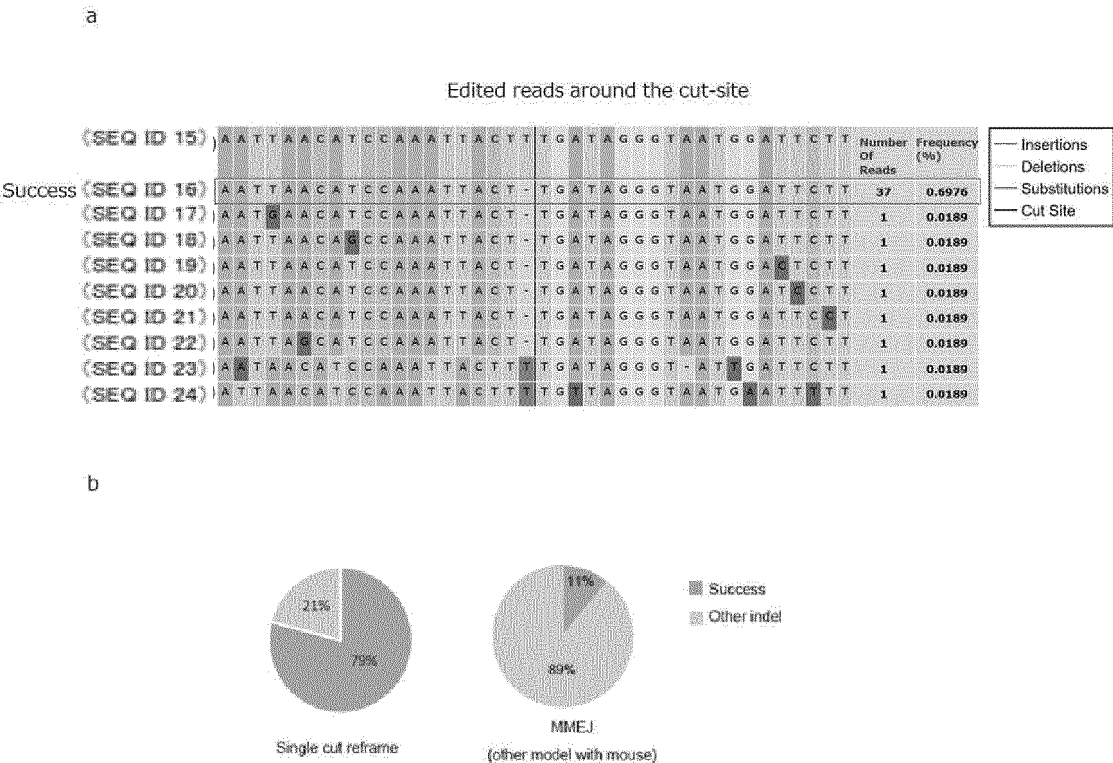 a
Edited reads around the cut-site
(SEQ ID 15) A A T T A A C A T C C A A A T T A C T T T G A T A G G G T A A T G G A T T C T T Number Of Reads Frequency (%)
Success (SEQ ID 16) A A T T A A C A T C C A A A T T A C T - T G A T A G G G T A A T G G A T T C T T 37 0.6976
(SEQ ID 17) A A T G A A C A T C C A A A T T A C T - T G A T A G G G T A A T G G A T T C T T 1 0.0189
(SEQ ID 18) A A T T A A C A G C C A A A T T A C T - T G A T A G G G T A A T G G A T T C T T 1 0.0189
(SEQ ID 19) A A T T A A C A T C C A A A T T A C T - T G A T A G G G T A A T G G A C T C T T 1 0.0189
(SEQ ID 20) A A T T A A C A T C C A A A T T A C T - T G A T A G G G T A A T G G A T C C T T 1 0.0189
(SEQ ID 21) A A T T A A C A T C C A A A T T A C T - T G A T A G G G T A A T G G A T T C C T 1 0.0189
(SEQ ID 22) A A T T A G C A T C C A A A T T A C T - T G A T A G G G T A A T G G A T T C T T 1 0.0189
(SEQ ID 23) A A T A A C A T C C A A A T T A C T T T T G A T A G G G T - A T T G A T T C T T 1 0.0189
(SEQ ID 24) A T T A A C A T C C A A A T T A C T T T T G T T A G G G T A A T G A A T T T T T 1 0.0189
Insertions
Deletions
Substitutions
Cut Site
b
21%
79%
Single cut reframe
11%
89%
MMEJ
(other model with mouse)
Success
Other indel